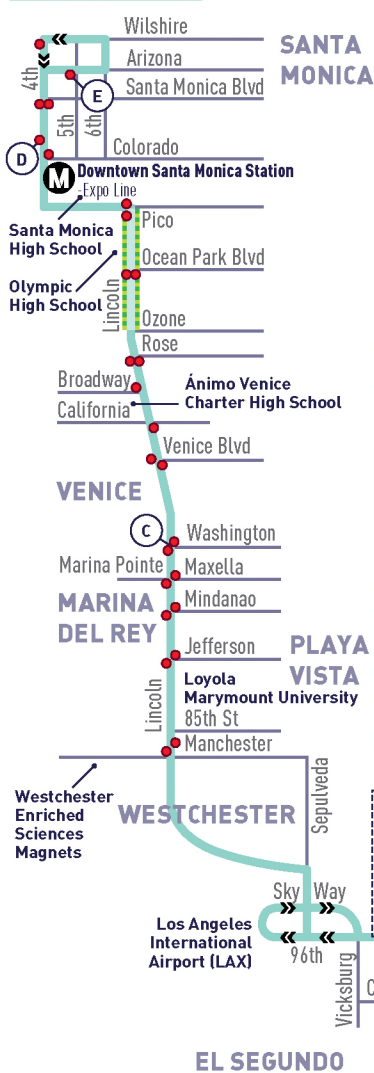 Wilshire
SANTA
MONICA
Arizona
4th
5th
6th
E
Santa Monica Blvd
D
Colorado
M
Downtown Santa Monica Station
-Expo Line
Santa Monica
High School
Pico
Olympic
High School
Ocean Park Blvd
Lincoln
Ozone
Rose
Broadway
Ánimo Venice
Charter High School
California
Venice Blvd
VENICE
C
Washington
Marina Pointe
Maxella
MARINA
DEL REY
Mindanao
Jefferson
PLAYA
VISTA
Loyola
Marymount University
Lincoln
85th St
Manchester
Westchester
Enriched
Sciences
Magnets
WESTCHESTER
Sepulveda
Sky Way
Los Angeles
International
Airport (LAX)
96th
Vicksburg
C
EL SEGUNDO